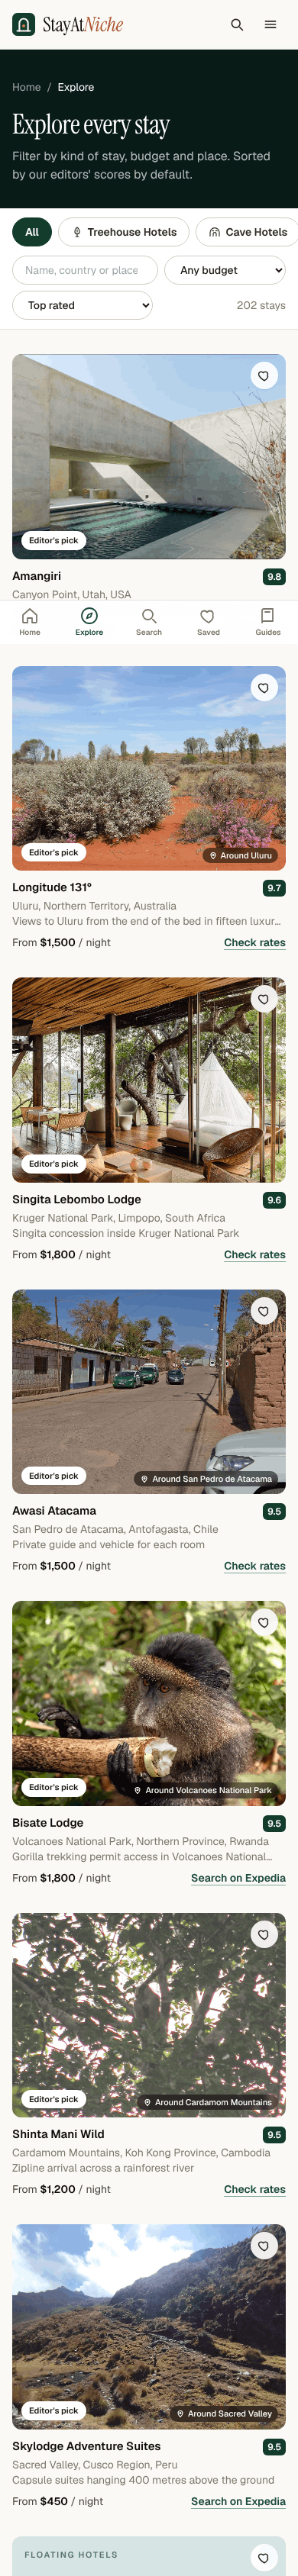 StayAtNiche
Home / Explore
Explore every stay
Filter by kind of stay, budget and place. Sorted
by our editors' scores by default.
All
Treehouse Hotels
Cave Hotels
Name, country or place
Any budget
Top rated
202 stays
Editor's pick
Amangiri
9.8
Canyon Point, Utah, USA
Home
Explore
Search
Saved
Guides
Editor's pick
Around Uluru
Longitude 131°
9.7
Uluru, Northern Territory, Australia
Views to Uluru from the end of the bed in fifteen luxur...
From $1,500 / night
Check rates
Editor's pick
Singita Lebombo Lodge
9.6
Kruger National Park, Limpopo, South Africa
Singita concession inside Kruger National Park
From $1,800 / night
Check rates
Editor's pick
Around San Pedro de Atacama
Awasi Atacama
9.5
San Pedro de Atacama, Antofagasta, Chile
Private guide and vehicle for each room
From $1,500 / night
Check rates
Editor's pick
Around Volcanoes National Park
Bisate Lodge
9.5
Volcanoes National Park, Northern Province, Rwanda
Gorilla trekking permit access in Volcanoes National...
From $1,800 / night
Search on Expedia
Editor's pick
Around Cardamom Mountains
Shinta Mani Wild
9.5
Cardamom Mountains, Koh Kong Province, Cambodia
Zipline arrival across a rainforest river
From $1,200 / night
Check rates
Editor's pick
Around Sacred Valley
Skylodge Adventure Suites
9.5
Sacred Valley, Cusco Region, Peru
Capsule suites hanging 400 metres above the ground
From $450 / night
Search on Expedia
FLOATING HOTELS